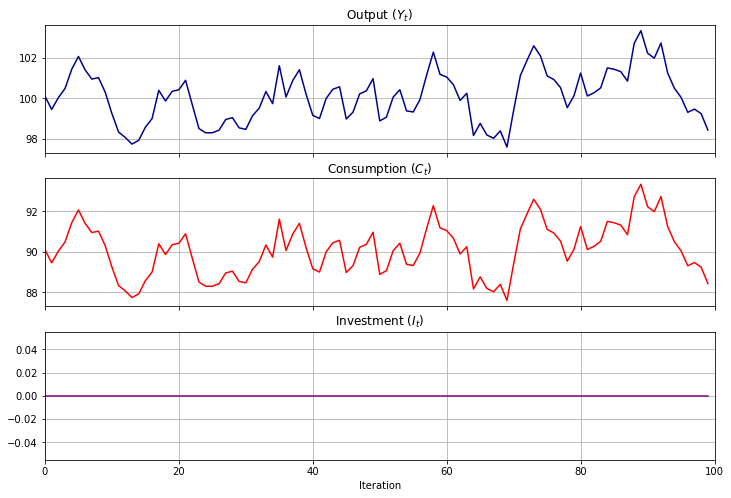 Output (Y_t)
102
100
98
Consumption (C_t)
92
90
88
Investment (I_t)
0.04
0.02
0.00
−0.02
−0.04
0 20 40 60 80 100
Iteration